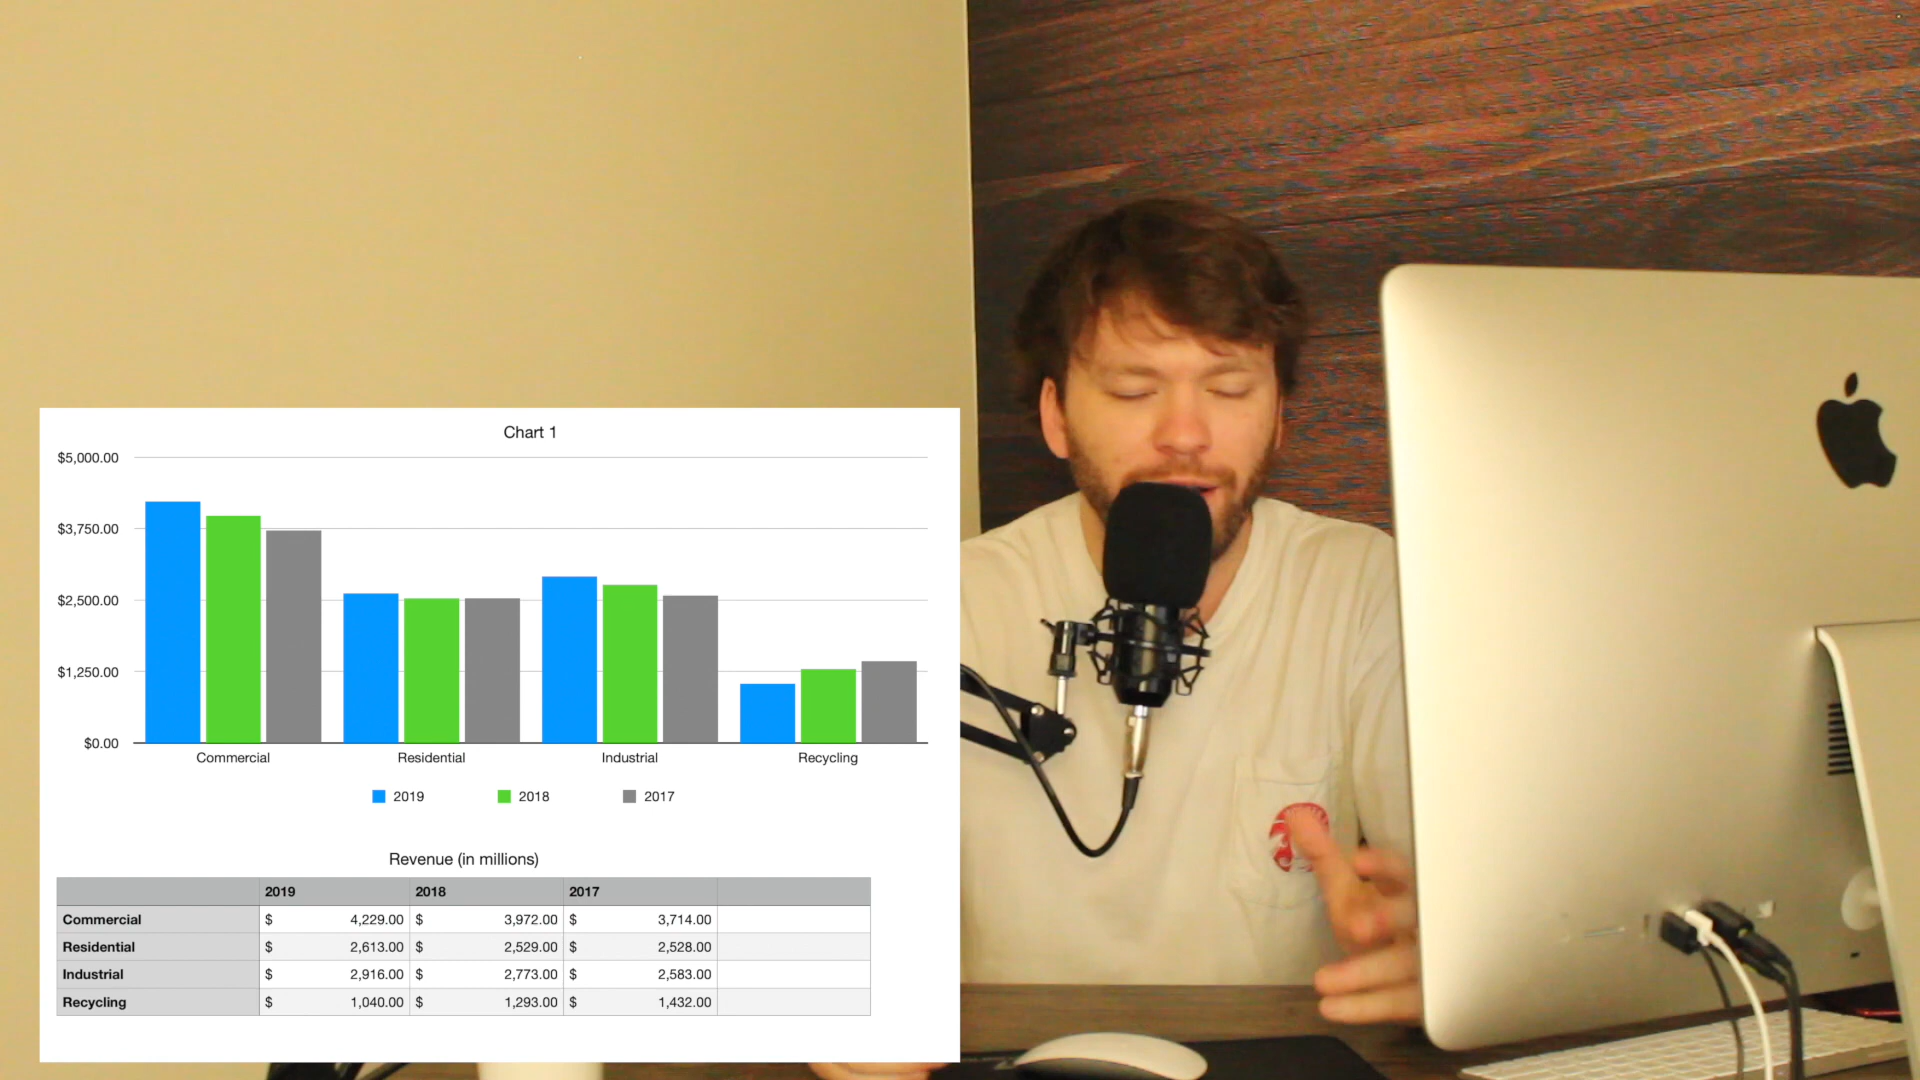 Chart 1
$5,000.00
$3,750.00
$2,500.00
$1,250.00
$0.00
Commercial Residential Industrial Recycling
2019 2018 2017
Revenue (in millions)
2019 2018 2017
Commercial $ 4,229.00 $ 3,972.00 $ 3,714.00
Residential $ 2,613.00 $ 2,529.00 $ 2,528.00
Industrial $ 2,916.00 $ 2,773.00 $ 2,583.00
Recycling $ 1,040.00 $ 1,293.00 $ 1,432.00